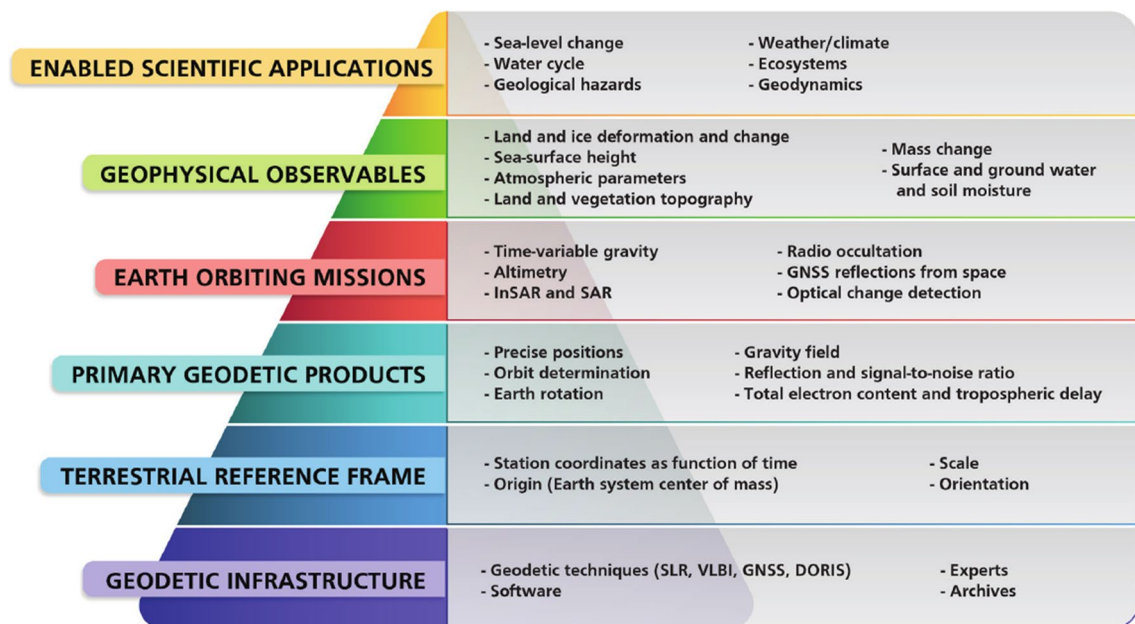 ENABLED SCIENTIFIC APPLICATIONS
- Sea-level change
- Water cycle
- Geological hazards
- Weather/climate
- Ecosystems
- Geodynamics
GEOPHYSICAL OBSERVABLES
- Land and ice deformation and change
- Sea-surface height
- Atmospheric parameters
- Land and vegetation topography
- Mass change
- Surface and ground water
and soil moisture
EARTH ORBITING MISSIONS
- Time-variable gravity
- Altimetry
- InSAR and SAR
- Radio occultation
- GNSS reflections from space
- Optical change detection
PRIMARY GEODETIC PRODUCTS
- Precise positions
- Orbit determination
- Earth rotation
- Gravity field
- Reflection and signal-to-noise ratio
- Total electron content and tropospheric delay
TERRESTRIAL REFERENCE FRAME
- Station coordinates as function of time
- Origin (Earth system center of mass)
- Scale
- Orientation
GEODETIC INFRASTRUCTURE
- Geodetic techniques (SLR, VLBI, GNSS, DORIS)
- Software
- Experts
- Archives